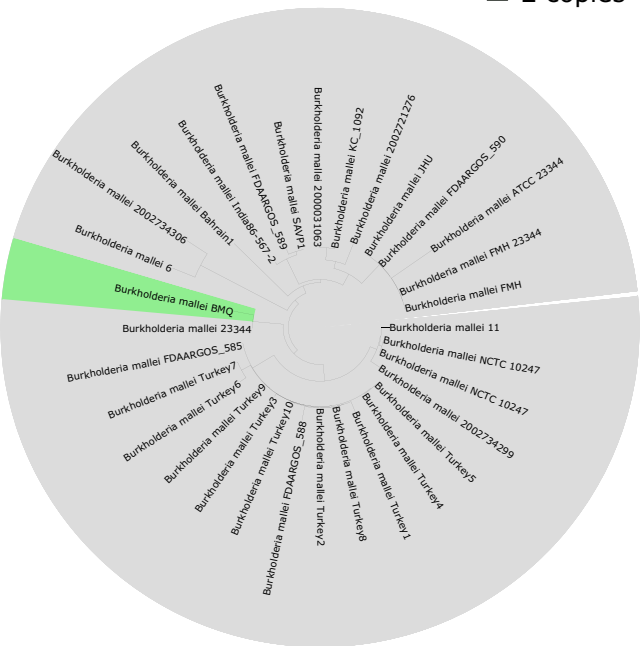 2 copies
Burkholderia mallei 2000031063
Burkholderia mallei KC_1092
Burkholderia mallei 2002721276
Burkholderia mallei JHU
Burkholderia mallei FDAARGOS_590
Burkholderia mallei ATCC 23344
Burkholderia mallei FMH 23344
Burkholderia mallei FMH
Burkholderia mallei 11
Burkholderia mallei NCTC 10247
Burkholderia mallei NCTC 10247
Burkholderia mallei 2002734299
Burkholderia mallei Turkey5
Burkholderia mallei Turkey4
Burkholderia mallei Turkey1
Burkholderia mallei Turkey8
Burkholderia mallei Turkey2
Burkholderia mallei FDAARGOS_588
Burkholderia mallei Turkey10
Burkholderia mallei Turkey3
Burkholderia mallei Turkey9
Burkholderia mallei Turkey6
Burkholderia mallei Turkey7
Burkholderia mallei FDAARGOS_585
Burkholderia mallei 23344
Burkholderia mallei BMQ
Burkholderia mallei 6
Burkholderia mallei 2002734306
Burkholderia mallei Bahrain1
Burkholderia mallei India86-567-2
Burkholderia mallei FDAARGOS_589
Burkholderia mallei SAVP1